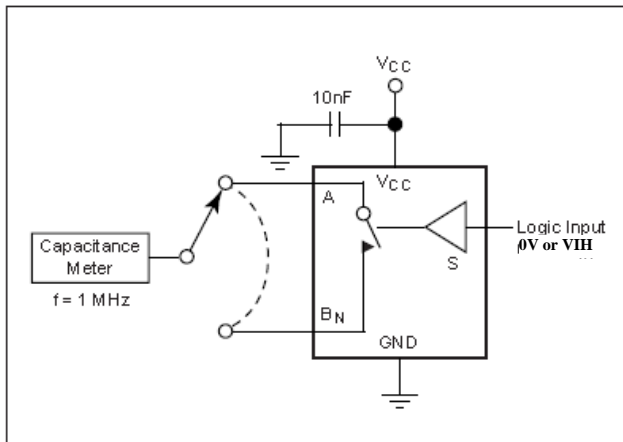 VCC
10nF
VCC
A
Capacitance
Meter
f = 1 MHz
Logic Input
0V or VIH
S
BN
GND